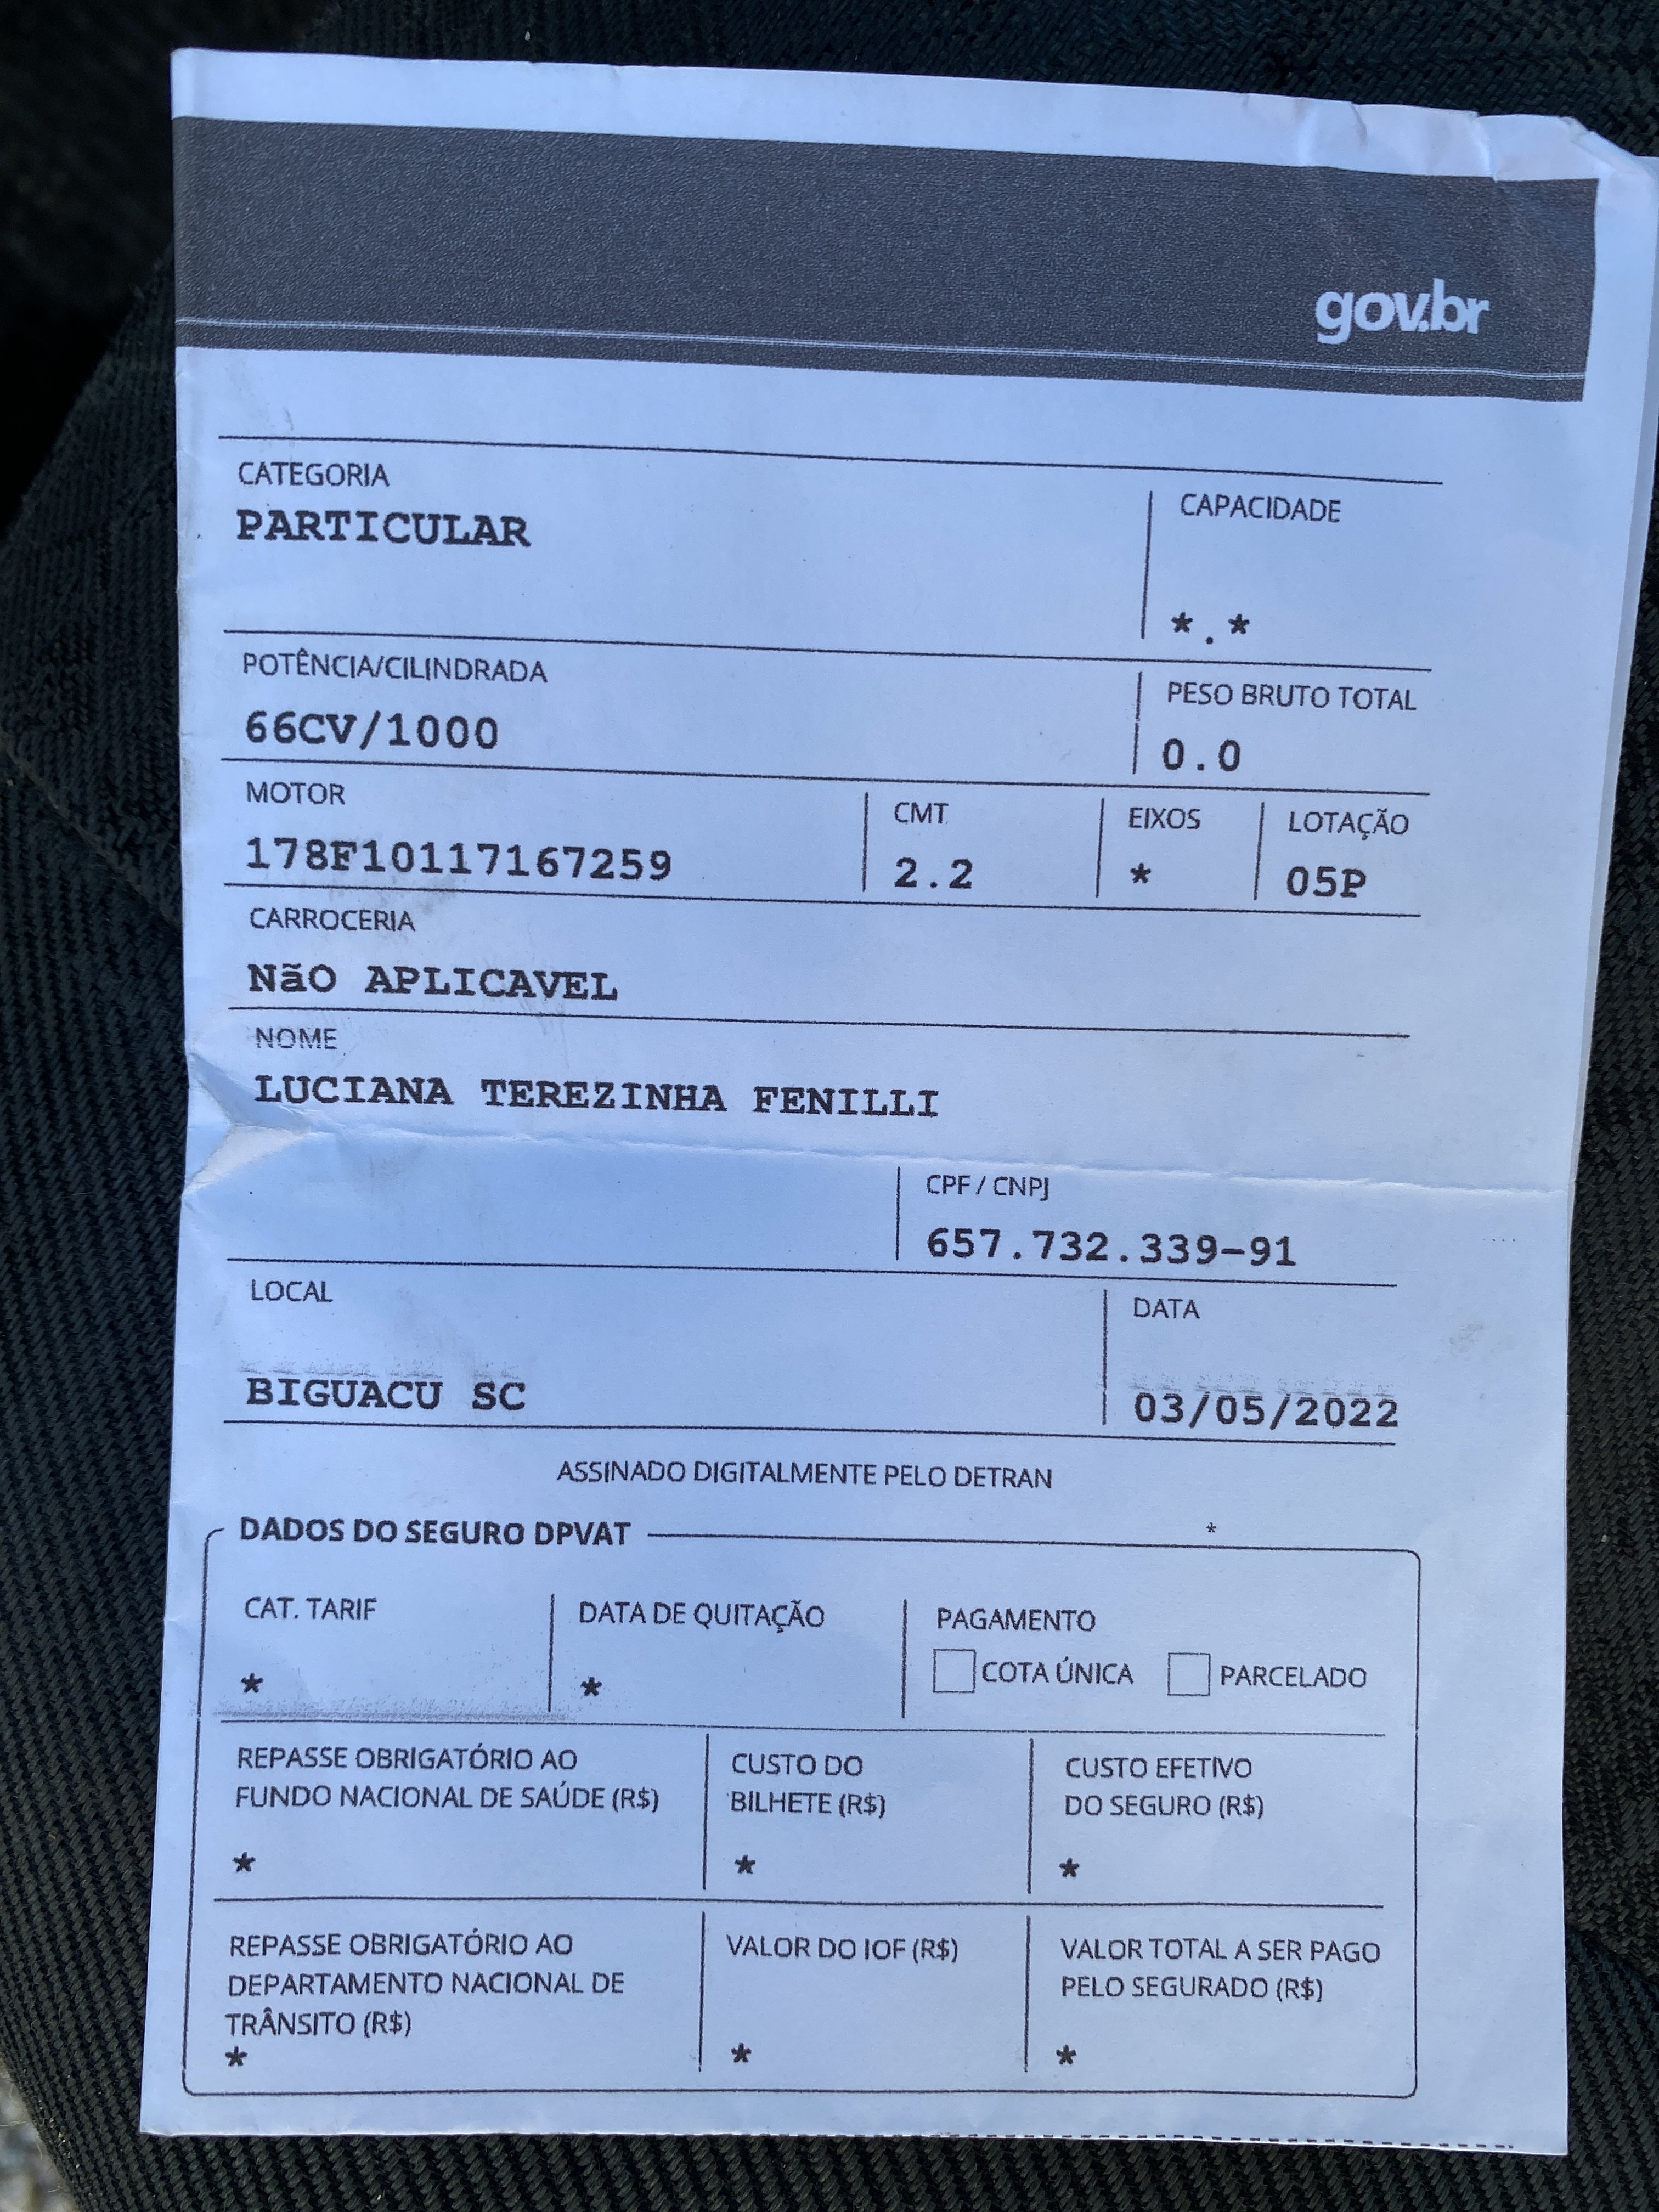 gov.br
CATEGORIA
PARTICULAR
CAPACIDADE
*.*
POTÊNCIA/CILINDRADA
66CV/1000
PESO BRUTO TOTAL
0.0
MOTOR
178F10117167259
CMT
2.2
EIXOS
*
LOTAÇÃO
05P
CARROCERIA
NãO APLICAVEL
NOME
LUCIANA TEREZINHA FENILLI
CPF / CNPJ
657.732.339-91
LOCAL
BIGUACU SC
DATA
03/05/2022
ASSINADO DIGITALMENTE PELO DETRAN
DADOS DO SEGURO DPVAT
*
CAT. TARIF
*
DATA DE QUITAÇÃO
*
PAGAMENTO
COTA ÚNICA
PARCELADO
REPASSE OBRIGATÓRIO AO
FUNDO NACIONAL DE SAÚDE (R$)
*
CUSTO DO
BILHETE (R$)
*
CUSTO EFETIVO
DO SEGURO (R$)
*
REPASSE OBRIGATÓRIO AO
DEPARTAMENTO NACIONAL DE
TRÂNSITO (R$)
*
VALOR DO IOF (R$)
*
VALOR TOTAL A SER PAGO
PELO SEGURADO (R$)
*